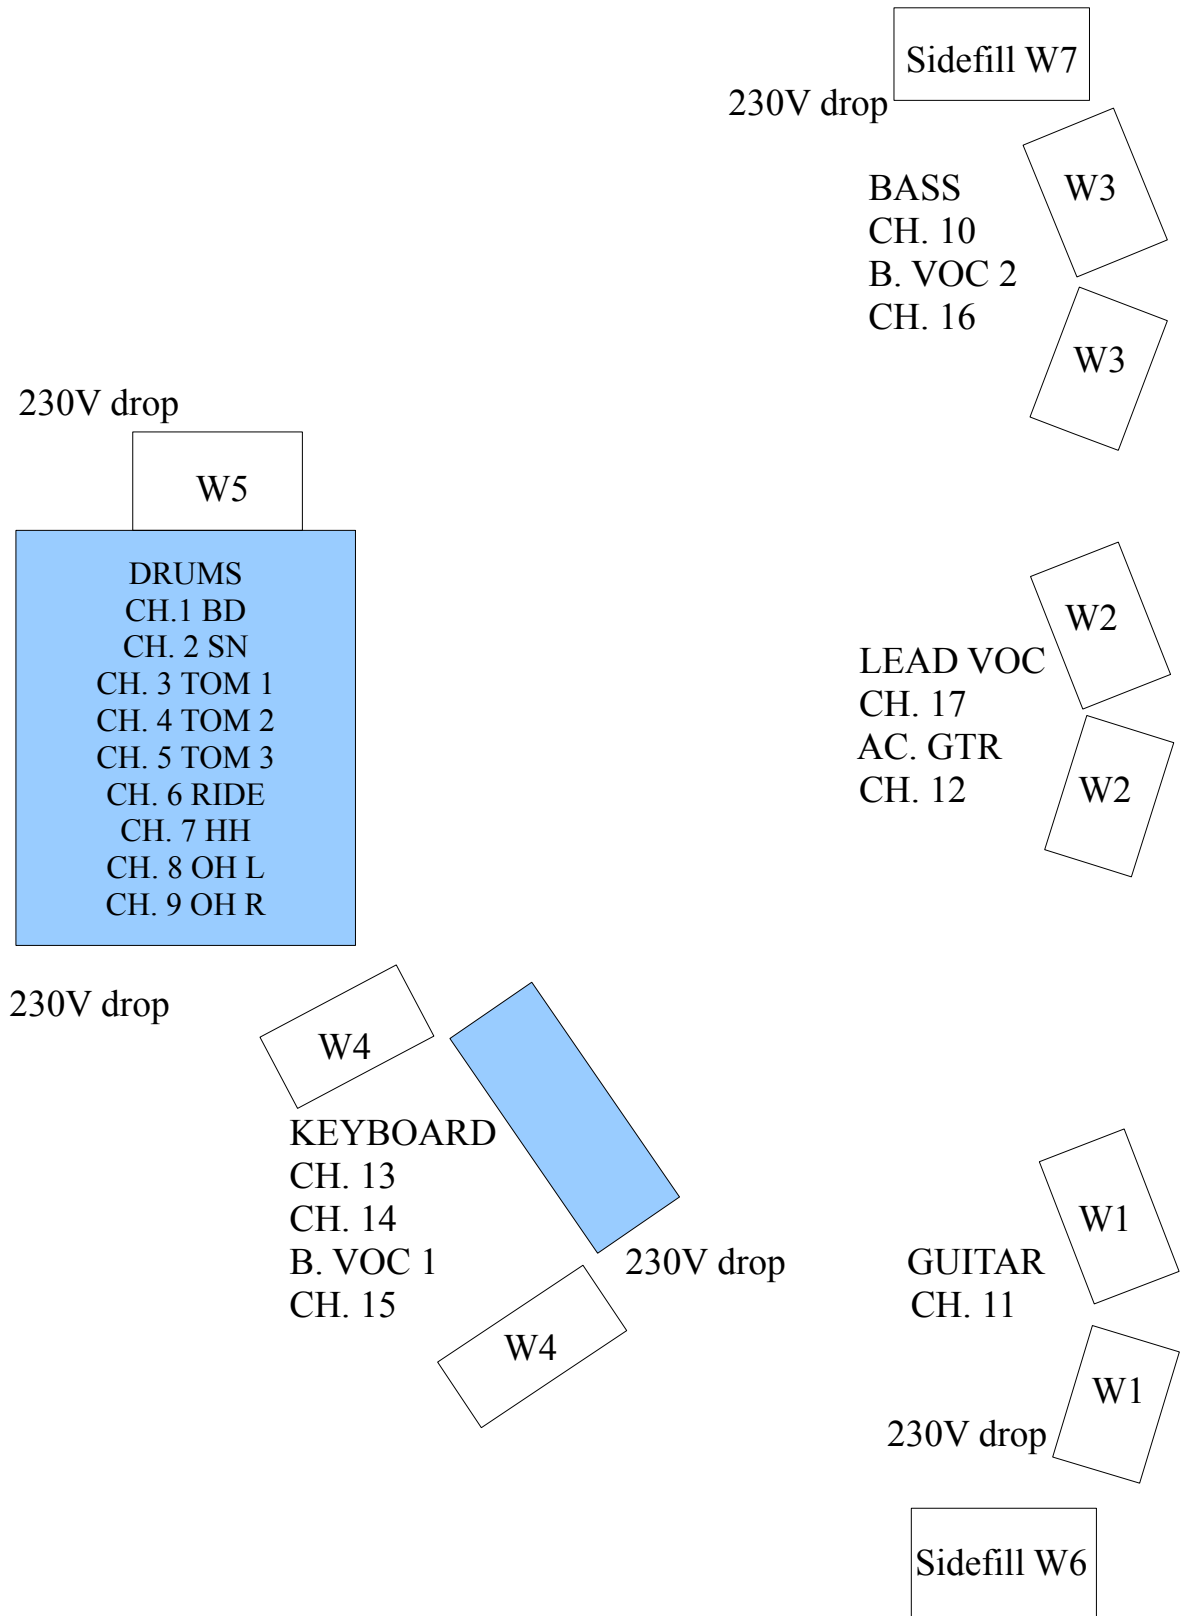 Sidefill W7
230V drop
W3
BASS
CH. 10
B. VOC 2
CH. 16
W3
230V drop
W5
DRUMS
CH.1 BD
CH. 2 SN
CH. 3 TOM 1
CH. 4 TOM 2
CH. 5 TOM 3
CH. 6 RIDE
CH. 7 HH
CH. 8 OH L
CH. 9 OH R
W2
LEAD VOC
CH. 17
AC. GTR
CH. 12
W2
230V drop
W4
KEYBOARD
CH. 13
CH. 14
B. VOC 1
CH. 15
230V drop
W4
W1
GUITAR
CH. 11
W1
230V drop
Sidefill W6